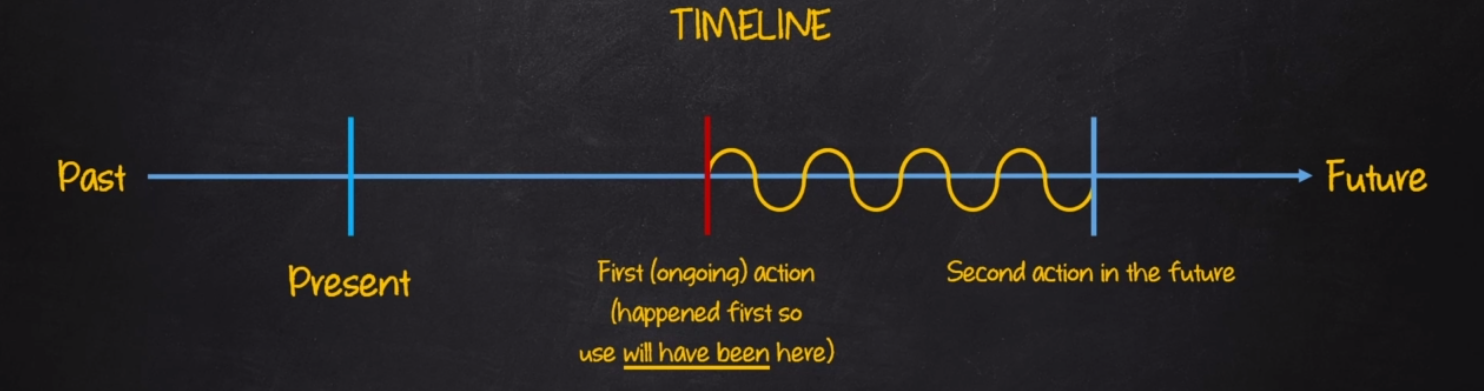 TIMELINE
Past
Future
Present
First (ongoing) action
(happened first so
use will have been here)
Second action in the future